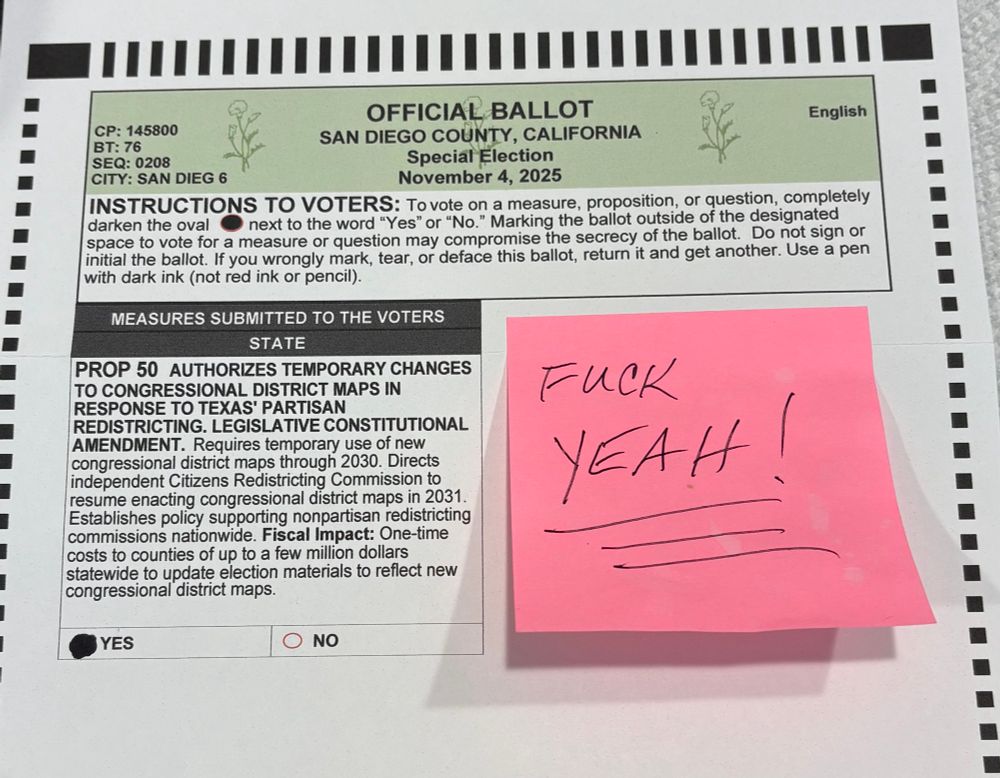 OFFICIAL BALLOT
SAN DIEGO COUNTY, CALIFORNIA
Special Election
November 4, 2025
English
CP: 145800
BT: 76
SEQ: 0208
CITY: SAN DIEG 6
INSTRUCTIONS TO VOTERS: To vote on a measure, proposition, or question, completely
darken the oval next to the word "Yes" or "No." Marking the ballot outside of the designated
space to vote for a measure or question may compromise the secrecy of the ballot. Do not sign or
initial the ballot. If you wrongly mark, tear, or deface this ballot, return it and get another. Use a pen
with dark ink (not red ink or pencil).
MEASURES SUBMITTED TO THE VOTERS
STATE
PROP 50 AUTHORIZES TEMPORARY CHANGES
TO CONGRESSIONAL DISTRICT MAPS IN
RESPONSE TO TEXAS' PARTISAN
REDISTRICTING. LEGISLATIVE CONSTITUTIONAL
AMENDMENT. Requires temporary use of new
congressional district maps through 2030. Directs
independent Citizens Redistricting Commission to
resume enacting congressional district maps in 2031.
Establishes policy supporting nonpartisan redistricting
commissions nationwide. Fiscal Impact: One-time
costs to counties of up to a few million dollars
statewide to update election materials to reflect new
congressional district maps.
YES
NO
FUCK
YEAH!